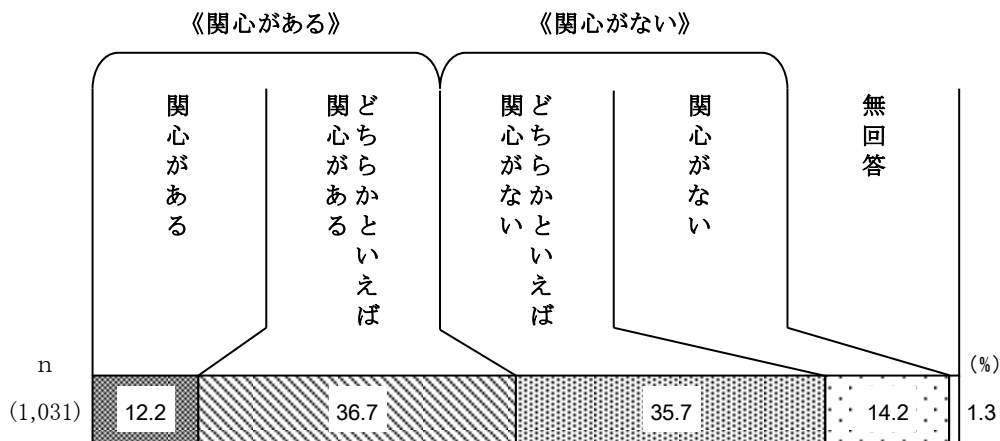 《関心がある》
《関心がない》
関心がある
どちらかといえば
関心がある
どちらかといえば
関心がない
関心がない
無回答
n
(%)
(1,031)
12.2
36.7
35.7
14.2
1.3